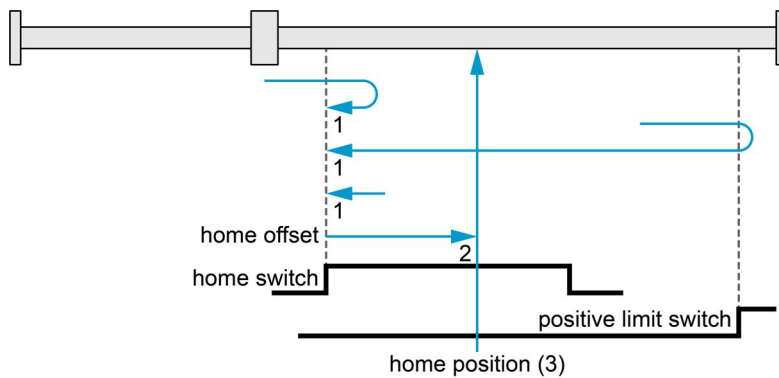 1
1
1
home offset
2
home switch
positive limit switch
home position (3)